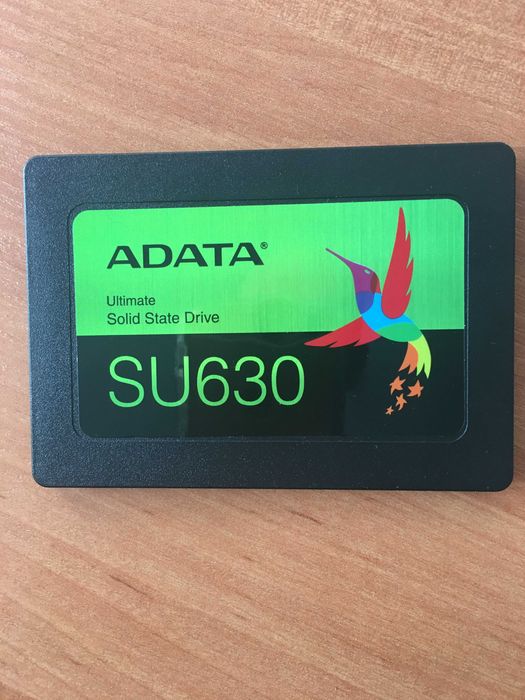 ADATA®
Ultimate
Solid State Drive
SU630